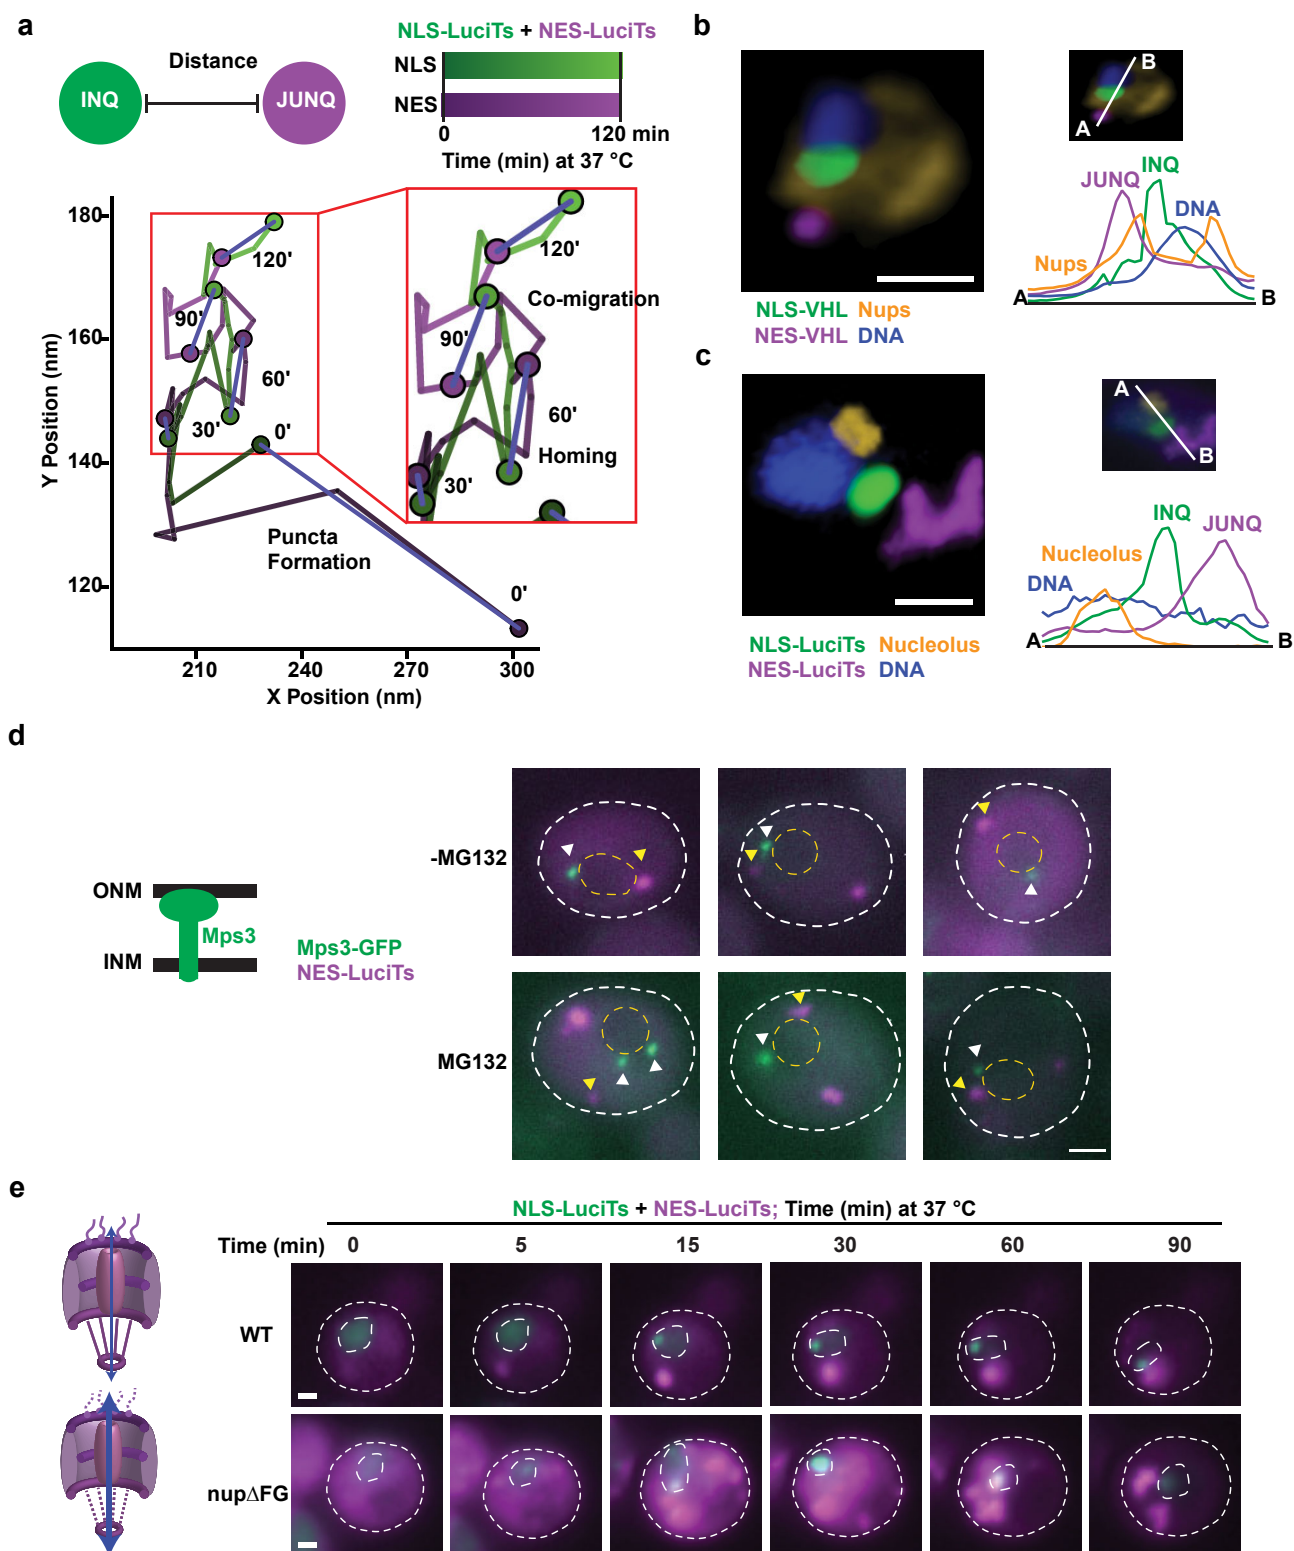 a
INQ
Distance
JUNQ
NLS-LuciTs + NES-LuciTs
NLS
NES
0
120 min
Time (min) at 37 °C
Y Position (nm)
180
160
140
120
120'
90'
60'
30'
0'
Puncta
Formation
0'
120'
Co-migration
90'
60'
Homing
30'
210
240
270
300
X Position (nm)
b
NLS-VHL Nups
NES-VHL DNA
B
A
INQ
JUNQ
DNA
Nups
A
B
c
NLS-LuciTs Nucleolus
NES-LuciTs DNA
A
B
INQ
JUNQ
Nucleolus
DNA
A
B
d
ONM
Mps3
INM
Mps3-GFP
NES-LuciTs
-MG132
MG132
e
NLS-LuciTs + NES-LuciTs; Time (min) at 37 °C
Time (min) 0 5 15 30 60 90
WT
nupΔFG